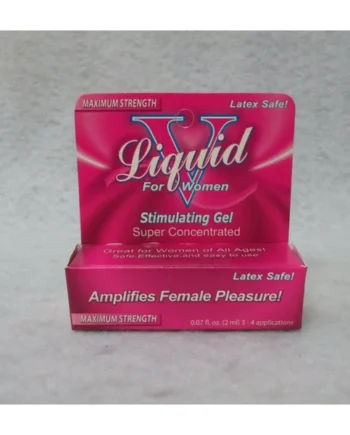 MAXIMUM STRENGTH
Latex Safe!
V
Liquid
For Women
Stimulating Gel
Super Concentrated
Great for Women of All Ages!
Safe, Effective and easy to use
Latex Safe!
Amplifies Female Pleasure!
MAXIMUM STRENGTH
0.07 fl. oz. (2 ml) 3 - 4 applications